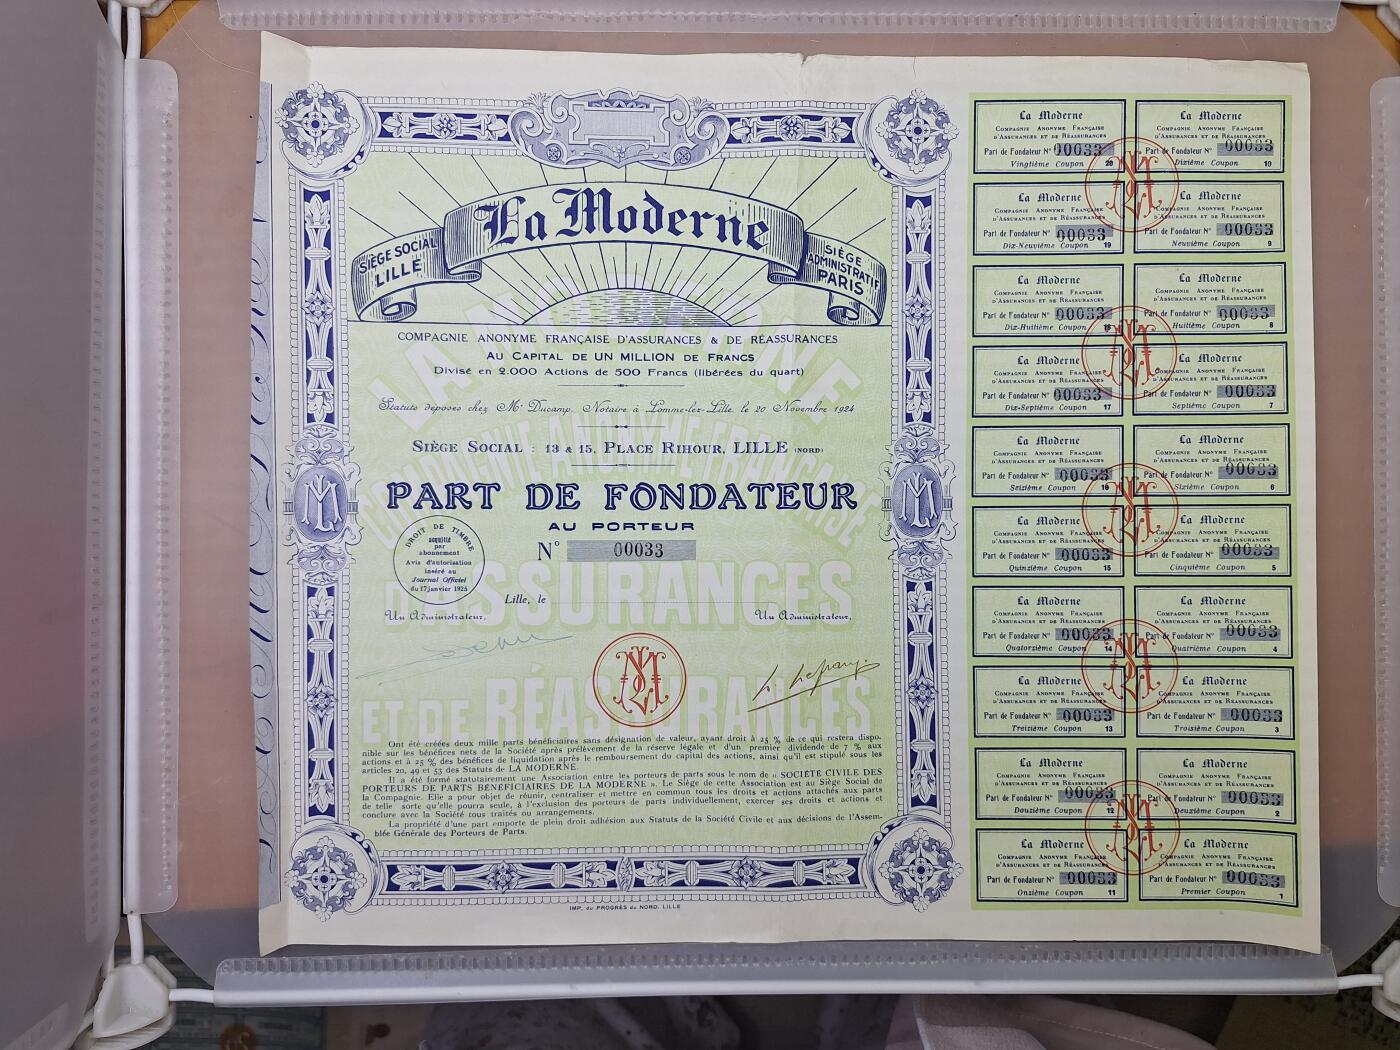 La Moderne
SIÈGE SOCIAL
LILLE
SIÈGE
ADMINISTRATIF
PARIS
COMPAGNIE ANONYME FRANÇAISE D'ASSURANCES & DE RÉASSURANCES
AU CAPITAL DE UN MILLION DE FRANCS
Divisé en 2.000 Actions de 500 Francs (libérées du quart)
Statuts déposés chez Me Ducamp, Notaire à Lomme-lez-Lille, le 20 Novembre 1924
SIÈGE SOCIAL : 13 & 15, PLACE RIHOUR, LILLE (NORD)
PART DE FONDATEUR
AU PORTEUR
N° 00033
DROIT DE TIMBRE
acquitté
par
abonnement
Avis d'autorisation
inséré au
Journal Officiel
du 17 janvier 1925
Lille, le
Un Administrateur,
Un Administrateur,
LA MODERNE
COMPAGNIE ANONYME FRANÇAISE
D'ASSURANCES
ET DE RÉASSURANCES
Ont été créées deux mille parts bénéficiaires sans désignation de valeur, ayant droit à 25 % de ce qui restera dispo-
nible sur les bénéfices nets de la Société après prélèvement de la réserve légale et d'un premier dividende de 7 % aux
actions et à 25 % des bénéfices de liquidation après le remboursement du capital des actions, ainsi qu'il est stipulé sous les
articles 20, 49 et 53 des Statuts de LA MODERNE.
Il a été formé statutairement une Association entre les porteurs de parts sous le nom de « SOCIÉTÉ CIVILE DES
PORTEURS DE PARTS BÉNÉFICIAIRES DE LA MODERNE ». Le Siège de cette Association est au Siège Social de
la Compagnie. Elle a pour objet de réunir, centraliser et mettre en commun tous les droits et actions attachés aux parts
de telle sorte qu'elle pourra seule, à l'exclusion des porteurs de parts individuellement, exercer ses droits et actions et
conclure avec la Société tous traités ou arrangements.
La propriété d'une part emporte de plein droit adhésion aux Statuts de la Société Civile et aux décisions de l'Assem-
blée Générale des Porteurs de Parts.
IMP. du PROGRÈS du NORD. LILLE
La Moderne
COMPAGNIE ANONYME FRANÇAISE
D'ASSURANCES ET DE RÉASSURANCES
Part de Fondateur N° 00033
Vingtième Coupon 20
La Moderne
COMPAGNIE ANONYME FRANÇAISE
D'ASSURANCES ET DE RÉASSURANCES
Part de Fondateur N° 00033
Dixième Coupon 10
La Moderne
COMPAGNIE ANONYME FRANÇAISE
D'ASSURANCES ET DE RÉASSURANCES
Part de Fondateur N° 00033
Diz-Neuvième Coupon 19
La Moderne
COMPAGNIE ANONYME FRANÇAISE
D'ASSURANCES ET DE RÉASSURANCES
Part de Fondateur N° 00033
Neuvième Coupon 9
La Moderne
COMPAGNIE ANONYME FRANÇAISE
D'ASSURANCES ET DE RÉASSURANCES
Part de Fondateur N° 00033
Diz-Huitième Coupon 18
La Moderne
COMPAGNIE ANONYME FRANÇAISE
D'ASSURANCES ET DE RÉASSURANCES
Part de Fondateur N° 00033
Huitième Coupon 8
La Moderne
COMPAGNIE ANONYME FRANÇAISE
D'ASSURANCES ET DE RÉASSURANCES
Part de Fondateur N° 00033
Diz-Septième Coupon 17
La Moderne
COMPAGNIE ANONYME FRANÇAISE
D'ASSURANCES ET DE RÉASSURANCES
Part de Fondateur N° 00033
Septième Coupon 7
La Moderne
COMPAGNIE ANONYME FRANÇAISE
D'ASSURANCES ET DE RÉASSURANCES
Part de Fondateur N° 00033
Seizième Coupon 16
La Moderne
COMPAGNIE ANONYME FRANÇAISE
D'ASSURANCES ET DE RÉASSURANCES
Part de Fondateur N° 00033
Sixième Coupon 6
La Moderne
COMPAGNIE ANONYME FRANÇAISE
D'ASSURANCES ET DE RÉASSURANCES
Part de Fondateur N° 00033
Quinzième Coupon 15
La Moderne
COMPAGNIE ANONYME FRANÇAISE
D'ASSURANCES ET DE RÉASSURANCES
Part de Fondateur N° 00033
Cinquième Coupon 5
La Moderne
COMPAGNIE ANONYME FRANÇAISE
D'ASSURANCES ET DE RÉASSURANCES
Part de Fondateur N° 00033
Quatorzième Coupon 14
La Moderne
COMPAGNIE ANONYME FRANÇAISE
D'ASSURANCES ET DE RÉASSURANCES
Part de Fondateur N° 00033
Quatrième Coupon 4
La Moderne
COMPAGNIE ANONYME FRANÇAISE
D'ASSURANCES ET DE RÉASSURANCES
Part de Fondateur N° 00033
Treizième Coupon 13
La Moderne
COMPAGNIE ANONYME FRANÇAISE
D'ASSURANCES ET DE RÉASSURANCES
Part de Fondateur N° 00033
Troisième Coupon 3
La Moderne
COMPAGNIE ANONYME FRANÇAISE
D'ASSURANCES ET DE RÉASSURANCES
Part de Fondateur N° 00033
Douzième Coupon 12
La Moderne
COMPAGNIE ANONYME FRANÇAISE
D'ASSURANCES ET DE RÉASSURANCES
Part de Fondateur N° 00033
Deuxième Coupon 2
La Moderne
COMPAGNIE ANONYME FRANÇAISE
D'ASSURANCES ET DE RÉASSURANCES
Part de Fondateur N° 00033
Onzième Coupon 11
La Moderne
COMPAGNIE ANONYME FRANÇAISE
D'ASSURANCES ET DE RÉASSURANCES
Part de Fondateur N° 00033
Premier Coupon 1